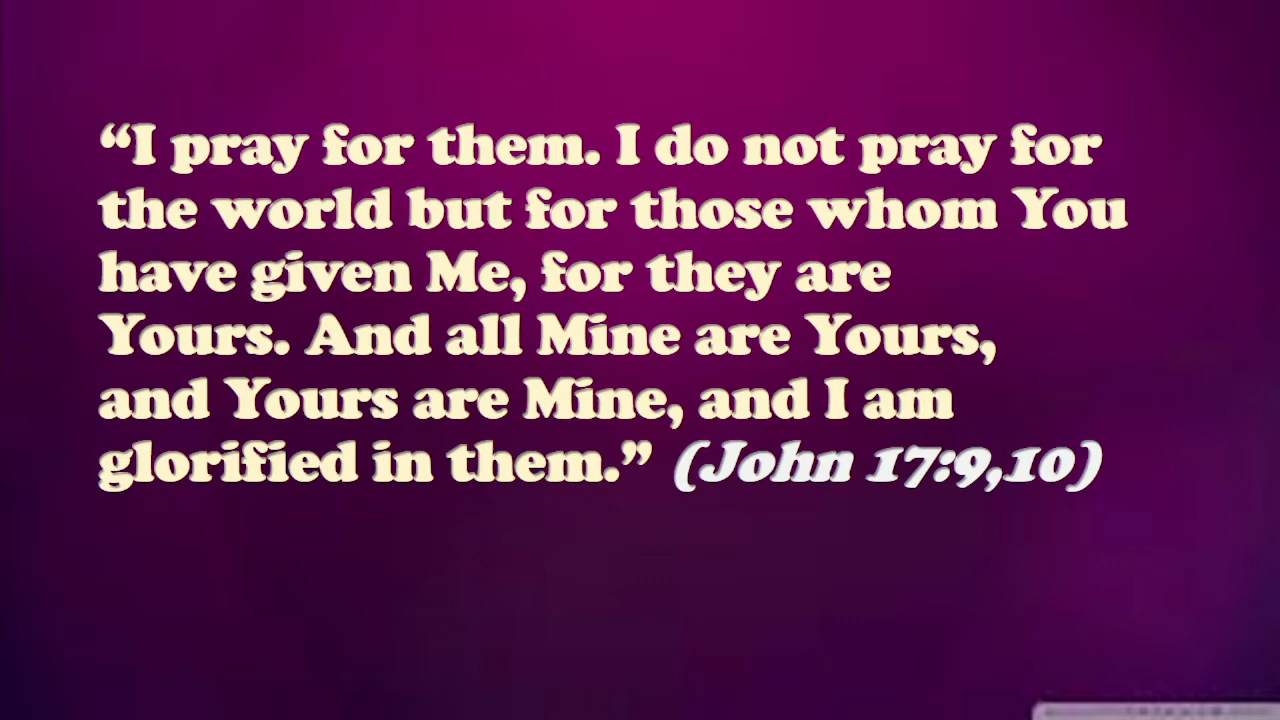 “I pray for them. I do not pray for
the world but for those whom You
have given Me, for they are
Yours. And all Mine are Yours,
and Yours are Mine, and I am
glorified in them.” (John 17:9,10)